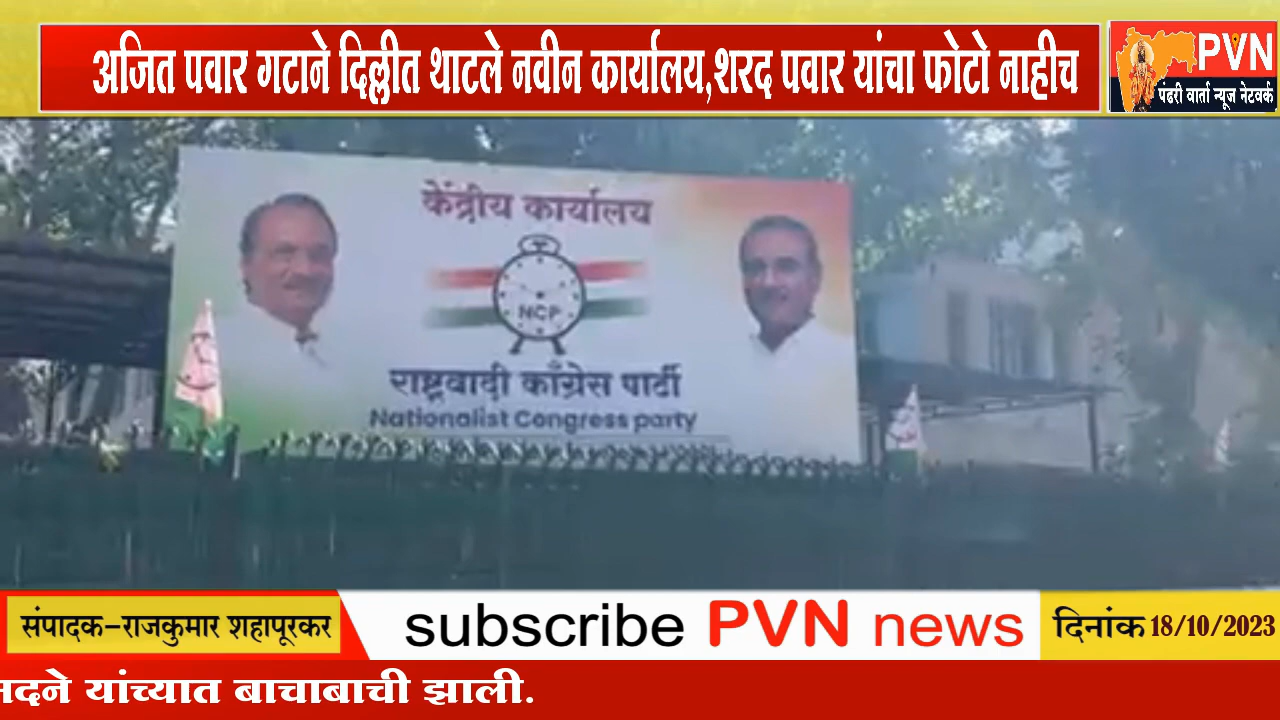 अजित पवार गटाने दिल्लीत थाटले नवीन कार्यालय,शरद पवार यांचा फोटो नाहीच
PVN
पंढरी वार्ता न्यूज नेटवर्क
केंद्रीय कार्यालय
NCP
राष्ट्रवादी काँग्रेस पार्टी
Nationalist Congress party
संपादक-राजकुमार शहापूरकर
subscribe PVN news
दिनांक 18/10/2023
यांच्यात बाचाबाची झाली.